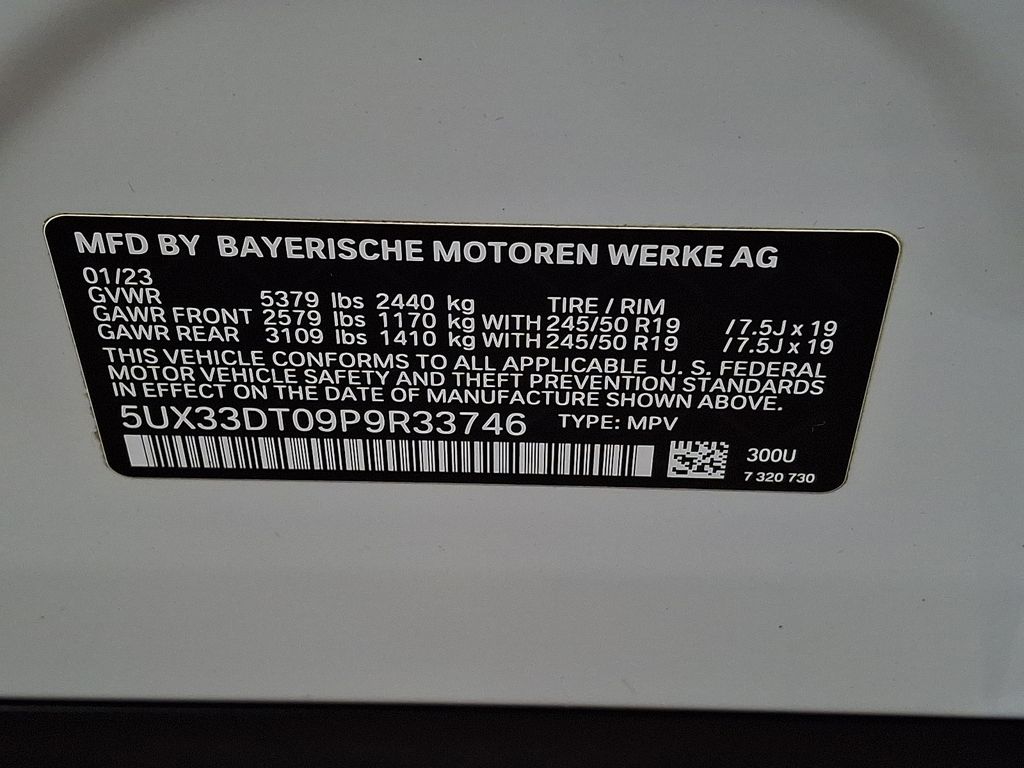 MFD BY BAYERISCHE MOTOREN WERKE AG
01/23
GVWR 5379 lbs 2440 kg TIRE / RIM
GAWR FRONT 2579 lbs 1170 kg WITH 245/50 R19 / 7.5J x 19
GAWR REAR 3109 lbs 1410 kg WITH 245/50 R19 / 7.5J x 19
THIS VEHICLE CONFORMS TO ALL APPLICABLE U. S. FEDERAL
MOTOR VEHICLE SAFETY AND THEFT PREVENTION STANDARDS
IN EFFECT ON THE DATE OF MANUFACTURE SHOWN ABOVE.
5UX33DT09P9R33746 TYPE: MPV
300U
7 320 730